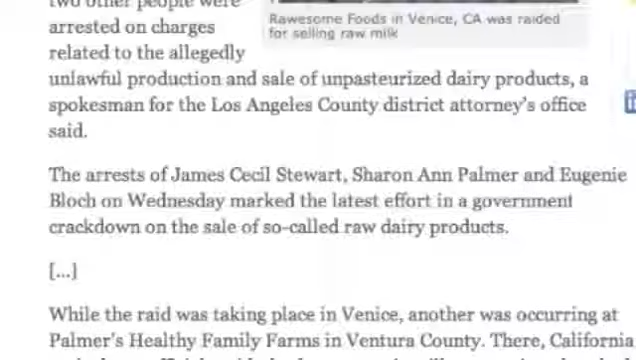 two other people were
arrested on charges
related to the allegedly
unlawful production and sale of unpasteurized dairy products, a
spokesman for the Los Angeles County district attorney's office
said.
Rawesome Foods in Venice, CA was raided
for selling raw milk
The arrests of James Cecil Stewart, Sharon Ann Palmer and Eugenie
Bloch on Wednesday marked the latest effort in a government
crackdown on the sale of so-called raw dairy products.
[...]
While the raid was taking place in Venice, another was occurring at
Palmer's Healthy Family Farms in Ventura County. There, California